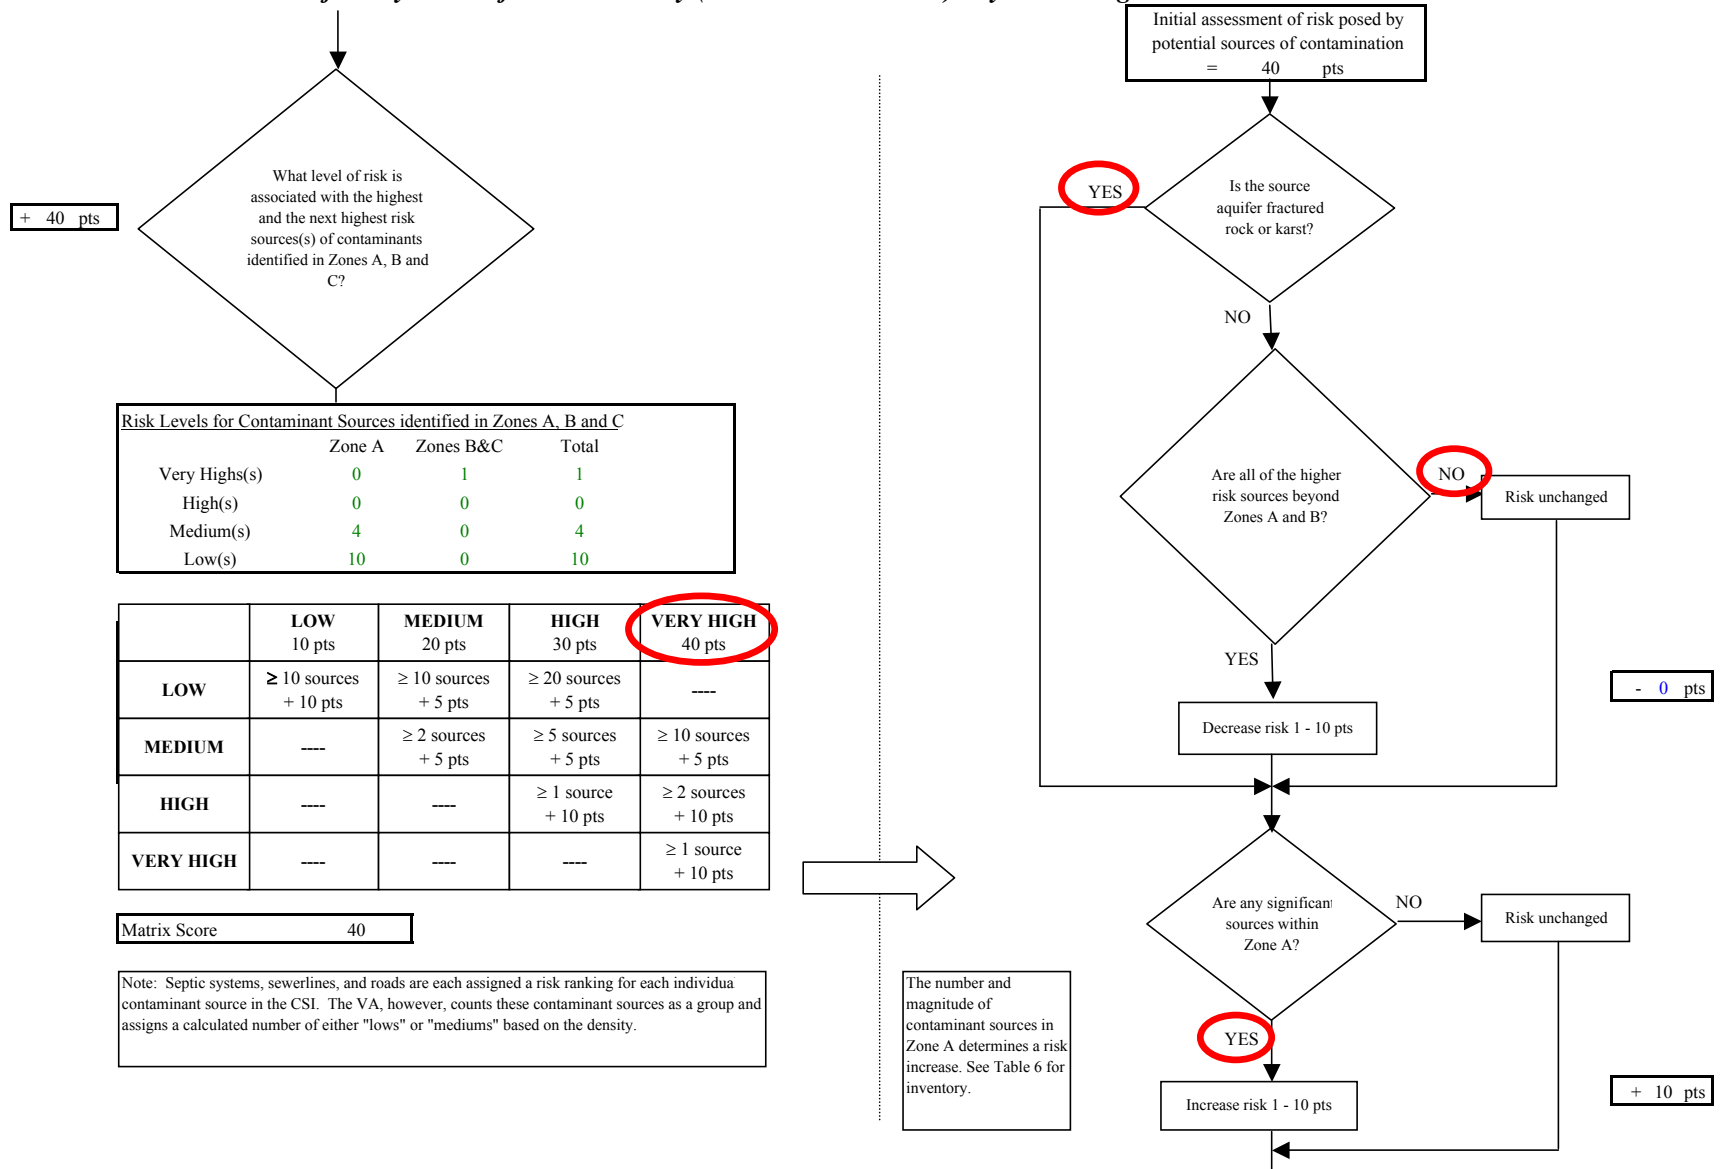 What level of risk is
associated with the highest
and the next highest risk
sources(s) of contaminants
identified in Zones A, B and
C?
+ 40 pts
Risk Levels for Contaminant Sources identified in Zones A, B and C
Zone A Zones B&C Total
Very Highs(s) 0 1 1
High(s) 0 0 0
Medium(s) 4 0 4
Low(s) 10 0 10
LOW MEDIUM HIGH VERY HIGH
10 pts 20 pts 30 pts 40 pts
LOW ≥ 10 sources ≥ 10 sources ≥ 20 sources ----
+ 10 pts + 5 pts + 5 pts
MEDIUM ---- ≥ 2 sources ≥ 5 sources ≥ 10 sources
+ 5 pts + 5 pts + 5 pts
HIGH ---- ---- ≥ 1 source ≥ 2 sources
+ 10 pts + 10 pts
VERY HIGH ---- ---- ---- ≥ 1 source
+ 10 pts
Matrix Score 40
Note: Septic systems, sewerlines, and roads are each assigned a risk ranking for each individua
contaminant source in the CSI. The VA, however, counts these contaminant sources as a group and
assigns a calculated number of either "lows" or "mediums" based on the density.
Initial assessment of risk posed by
potential sources of contamination
= 40 pts
YES
Is the source
aquifer fractured
rock or karst?
NO
Are all of the higher
risk sources beyond
Zones A and B?
NO
Risk unchanged
YES
- 0 pts
Decrease risk 1 - 10 pts
Are any significant
sources within
Zone A?
NO
Risk unchanged
The number and
magnitude of
contaminant sources in
Zone A determines a risk
increase. See Table 6 for
inventory.
YES
Increase risk 1 - 10 pts
+ 10 pts